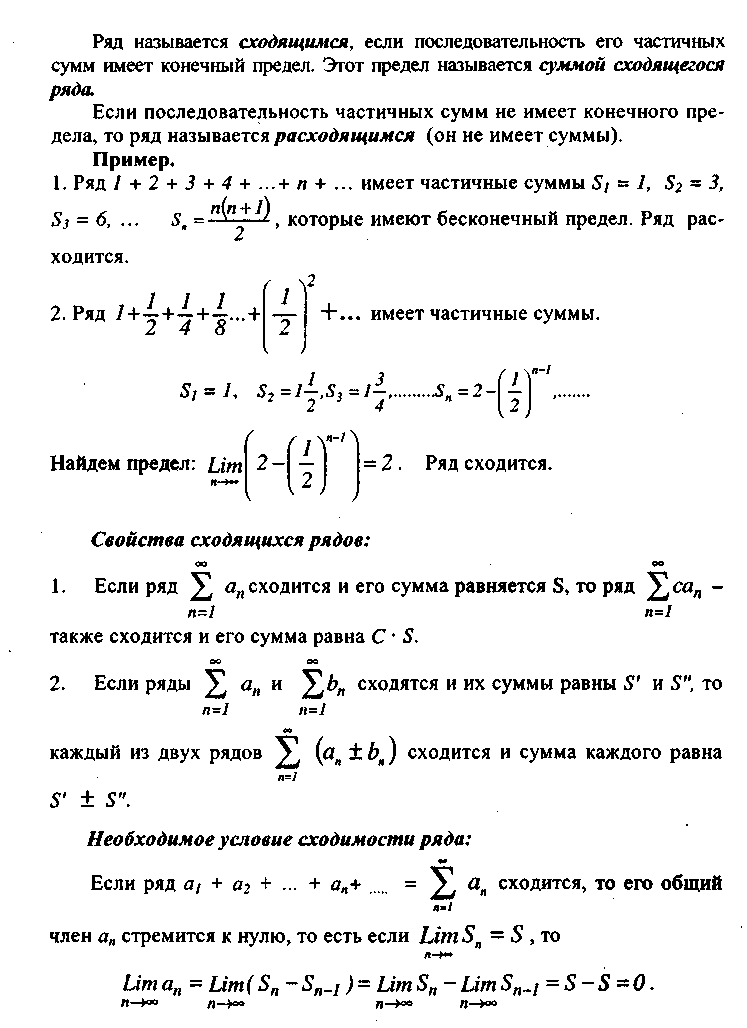 Ряд называется сходящимся, если последовательность его частичных
сумм имеет конечный предел. Этот предел называется суммой сходящегося
ряда.
Если последовательность частичных сумм не имеет конечного пре-
дела, то ряд называется расходящимся (он не имеет суммы).
Пример.
1. Ряд 1 + 2 + 3 + 4 + ...+ n + ... имеет частичные суммы S₁ = 1, S₂ = 3,
S₃ = 6, ... Sₙ = n(n+1)/2, которые имеют бесконечный предел. Ряд рас-
ходится.
2. Ряд 1+1/2+1/4+1/8...+(1/2)² +... имеет частичные суммы.
S₁ = 1, S₂ =1 1/2,S₃ =1 3/4,.........Sₙ =2-(1/2)ⁿ⁻¹,.......
Найдем предел: Lim n→∞ (2-(1/2)ⁿ⁻¹)=2. Ряд сходится.
Свойства сходящихся рядов:
1. Если ряд ∑ n=1 ∞ aₙ сходится и его сумма равняется S, то ряд ∑ n=1 ∞ caₙ –
также сходится и его сумма равна C · S.
2. Если ряды ∑ n=1 ∞ aₙ и ∑ n=1 ∞ bₙ сходятся и их суммы равны S' и S", то
каждый из двух рядов ∑ n=1 ∞ (aₙ ± bₙ) сходится и сумма каждого равна
S' ± S".
Необходимое условие сходимости ряда:
Если ряд a₁ + a₂ + ... + aₙ+ ..... = ∑ n=1 ∞ aₙ сходится, то его общий
член aₙ стремится к нулю, то есть если Lim n→∞ Sₙ = S , то
Lim n→∞ aₙ = Lim n→∞ ( Sₙ - Sₙ₋₁ )= Lim n→∞ Sₙ - Lim n→∞ Sₙ₋₁ = S - S = 0.